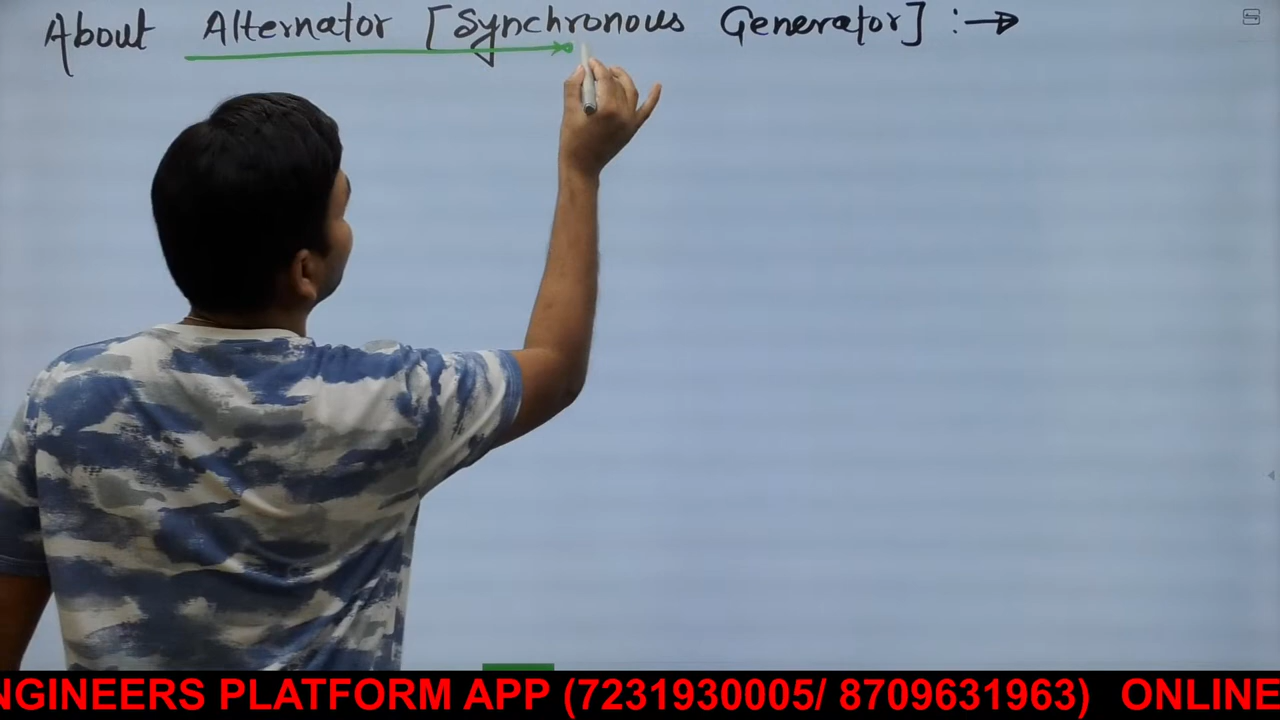 About Alternator [Synchronous Generator] :→
NGINEERS PLATFORM APP (7231930005/ 8709631963) ONLINE